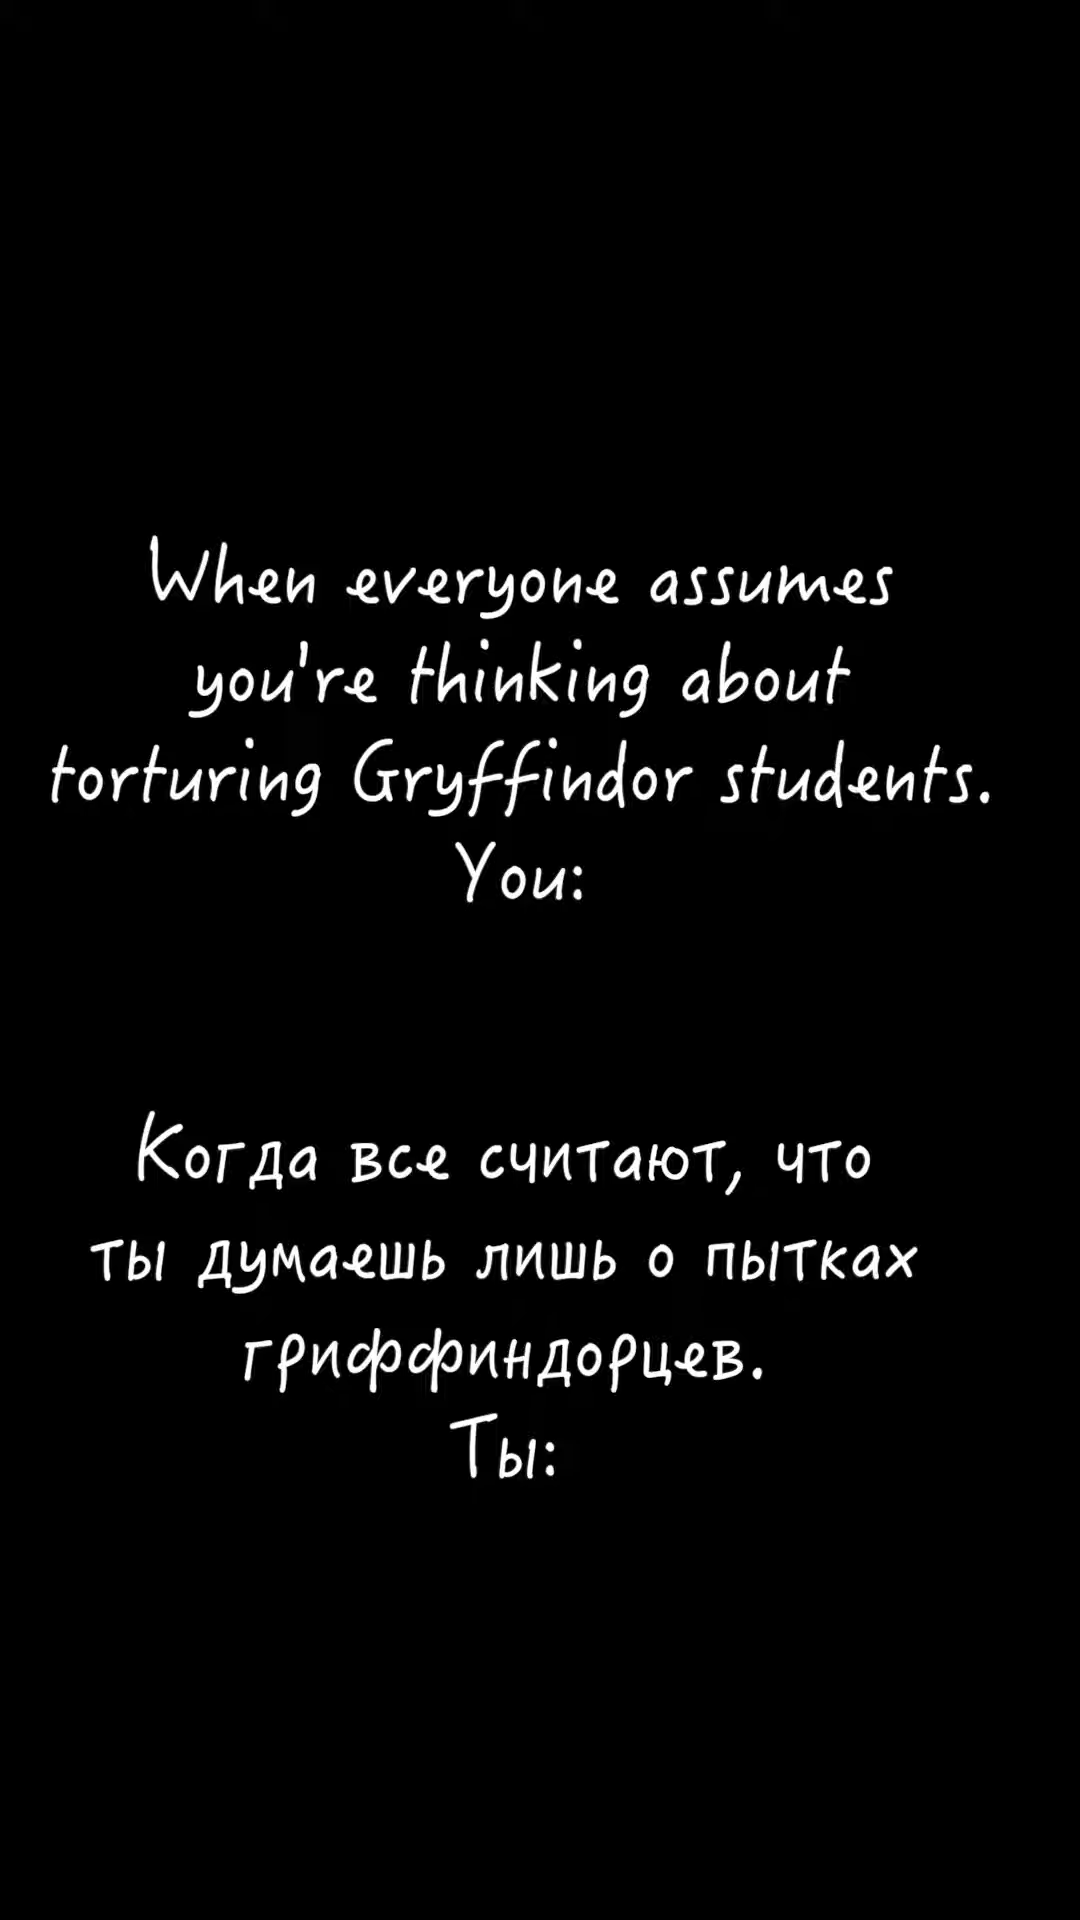 When everyone assumes
you're thinking about
torturing Gryffindor students.
You:
Когда все считают, что
ты думаешь лишь о пытках
гриффиндорцев.
Ты: